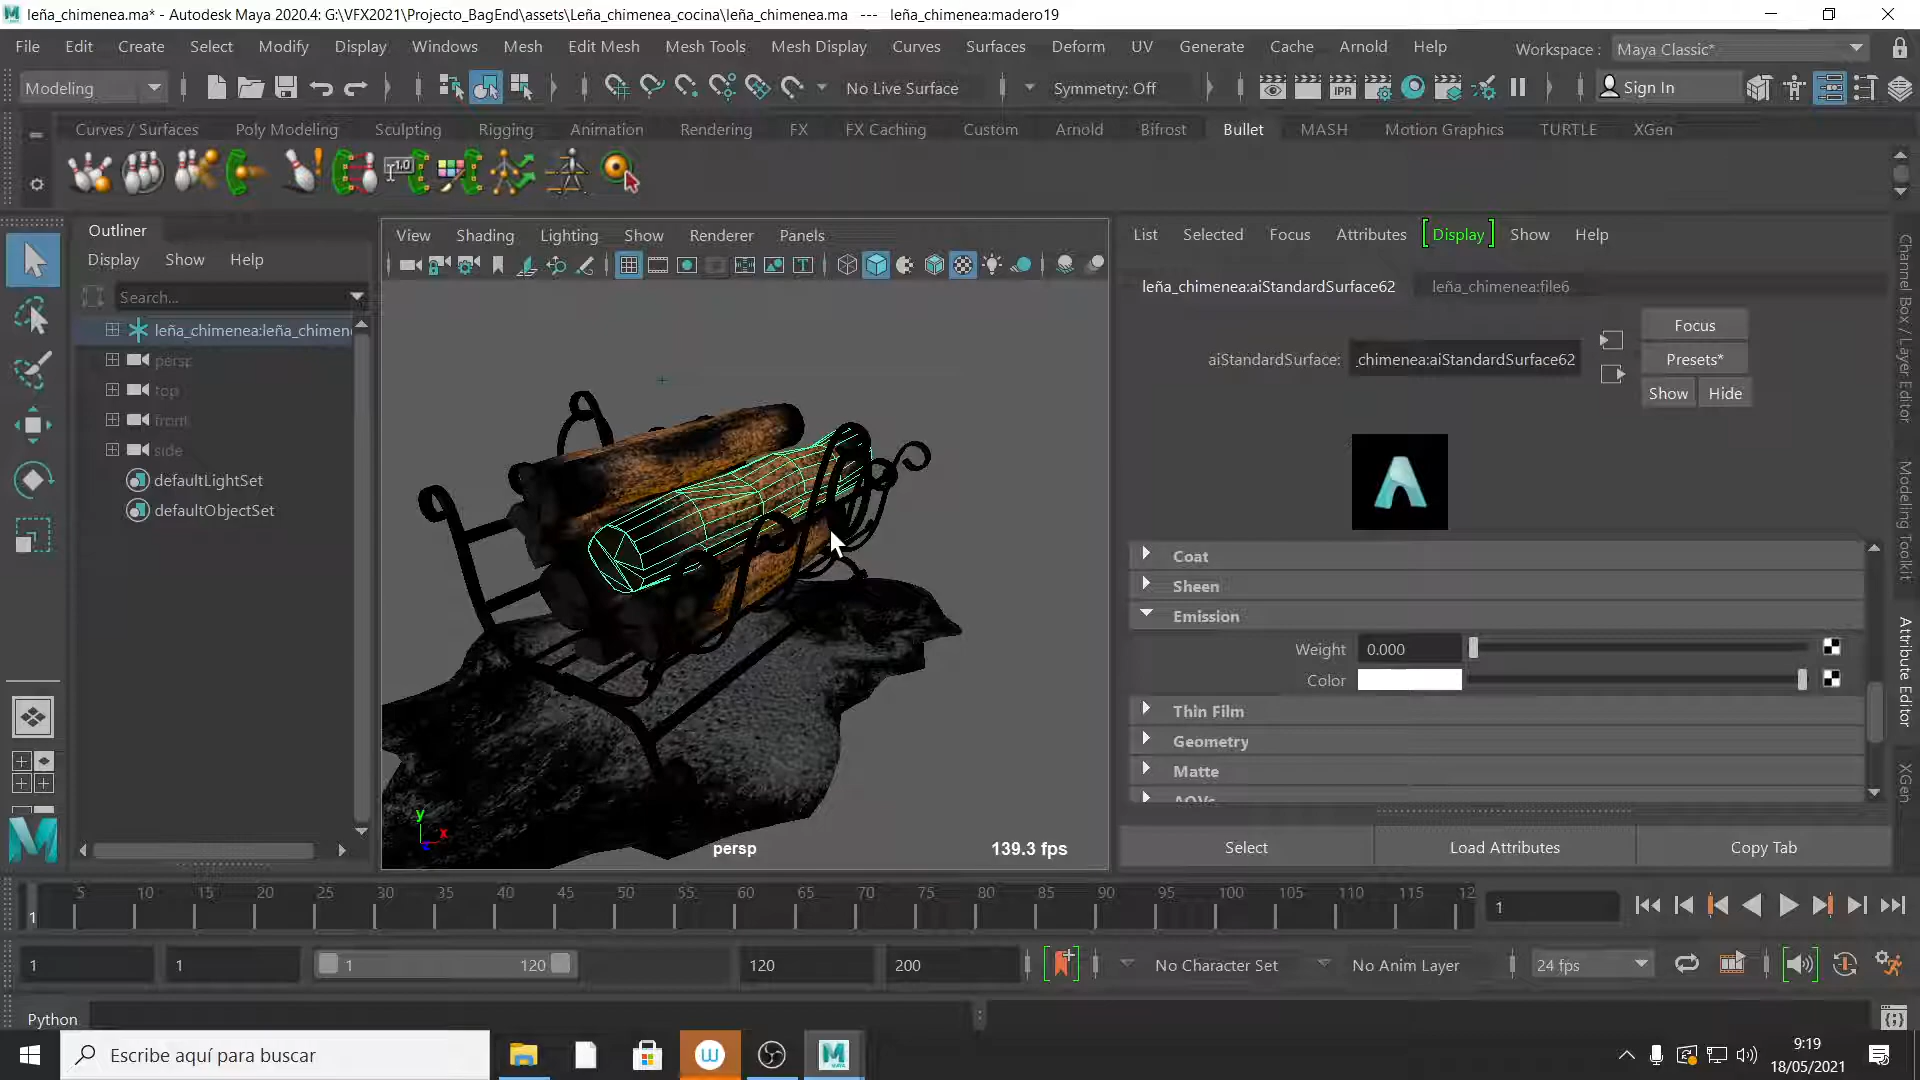 leña_chimenea.ma* - Autodesk Maya 2020.4: G:\VFX2021\Projecto_BagEnd\assets\Leña_chimenea_cocina\leña_chimenea.ma --- leña_chimenea:madero19
File Edit Create Select Modify Display Windows Mesh Edit Mesh Mesh Tools Mesh Display Curves Surfaces Deform UV Generate Cache Arnold Help Workspace : Maya Classic*
Modeling No Live Surface Symmetry: Off Sign In
IPR
Curves / Surfaces Poly Modeling Sculpting Rigging Animation Rendering FX FX Caching Custom Arnold Bifrost Bullet MASH Motion Graphics TURTLE XGen
1.0
Outliner
Display Show Help
Search...
leña_chimenea:leña_chimen
persp
top
front
side
defaultLightSet
defaultObjectSet
View Shading Lighting Show Renderer Panels
y
x
persp
139.3 fps
List Selected Focus Attributes Display Show Help
leña_chimenea:aiStandardSurface62 leña_chimenea:file6
aiStandardSurface: chimenea:aiStandardSurface62
Focus
Presets*
Show Hide
Coat
Sheen
Emission
Weight 0.000
Color
Thin Film
Geometry
Matte
AOVs
Select Load Attributes Copy Tab
Channel Box / Layer Editor
Modeling Toolkit
Attribute Editor
XGen
5 10 15 20 25 30 35 40 45 50 55 60 65 70 75 80 85 90 95 100 105 110 115 12
1
1
1 1 1 120 120 200 No Character Set No Anim Layer 24 fps
Python
Escribe aquí para buscar
9:19
18/05/2021